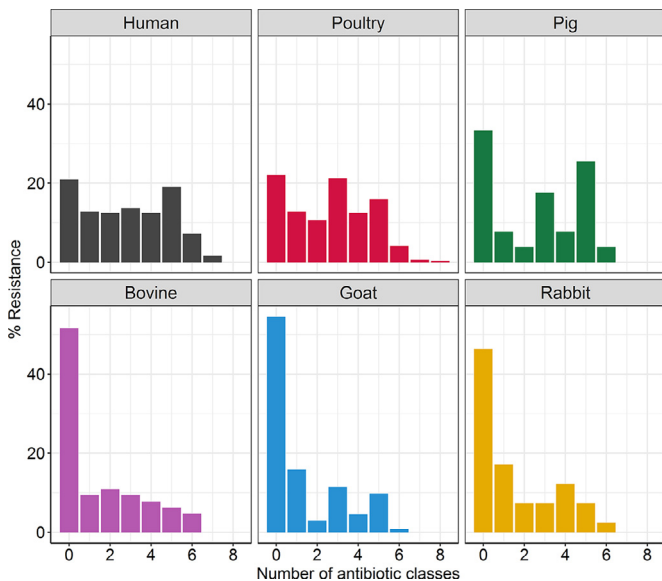 Human Poultry Pig
40
20
0
Bovine Goat Rabbit
% Resistance
40
20
0
0 2 4 6 8 0 2 4 6 8 0 2 4 6 8
Number of antibiotic classes